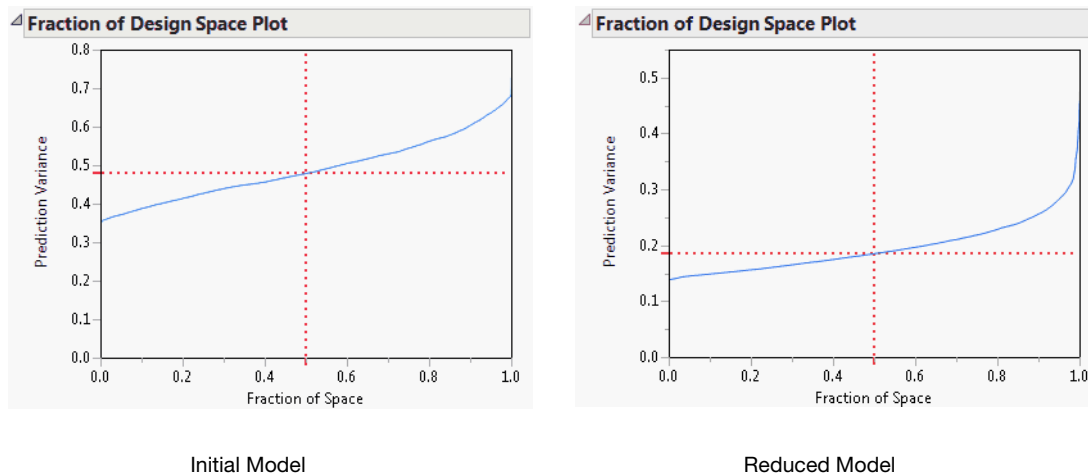 Fraction of Design Space Plot
0.8
0.7
0.6
0.5
0.4
0.3
0.2
0.1
0.0
Prediction Variance
0.0 0.2 0.4 0.6 0.8 1.0
Fraction of Space
Initial Model
Fraction of Design Space Plot
0.5
0.4
0.3
0.2
0.1
0.0
Prediction Variance
0.0 0.2 0.4 0.6 0.8 1.0
Fraction of Space
Reduced Model